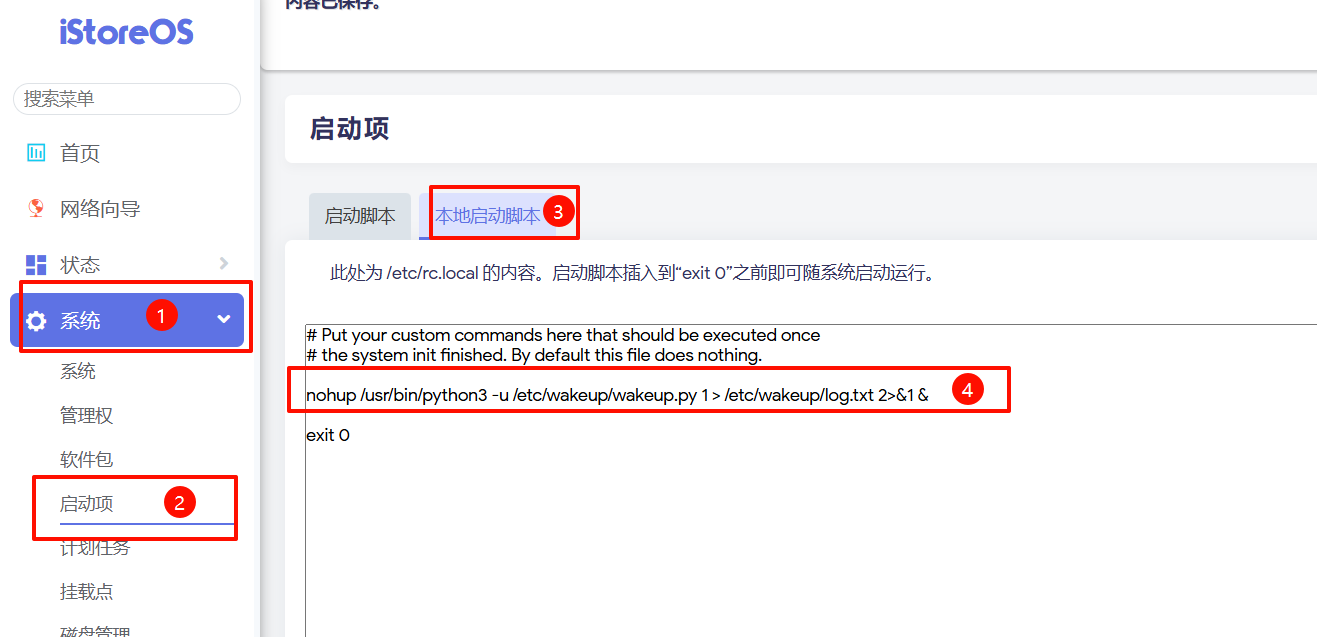 内容已保存。
iStoreOS
搜索菜单
首页
网络向导
状态
系统 1
系统
管理权
软件包
启动项 2
计划任务
挂载点
磁盘管理
启动项
启动脚本
本地启动脚本 3
此处为 /etc/rc.local 的内容。启动脚本插入到“exit 0”之前即可随系统启动运行。
# Put your custom commands here that should be executed once
# the system init finished. By default this file does nothing.
nohup /usr/bin/python3 -u /etc/wakeup/wakeup.py 1 > /etc/wakeup/log.txt 2>&1 & 4
exit 0